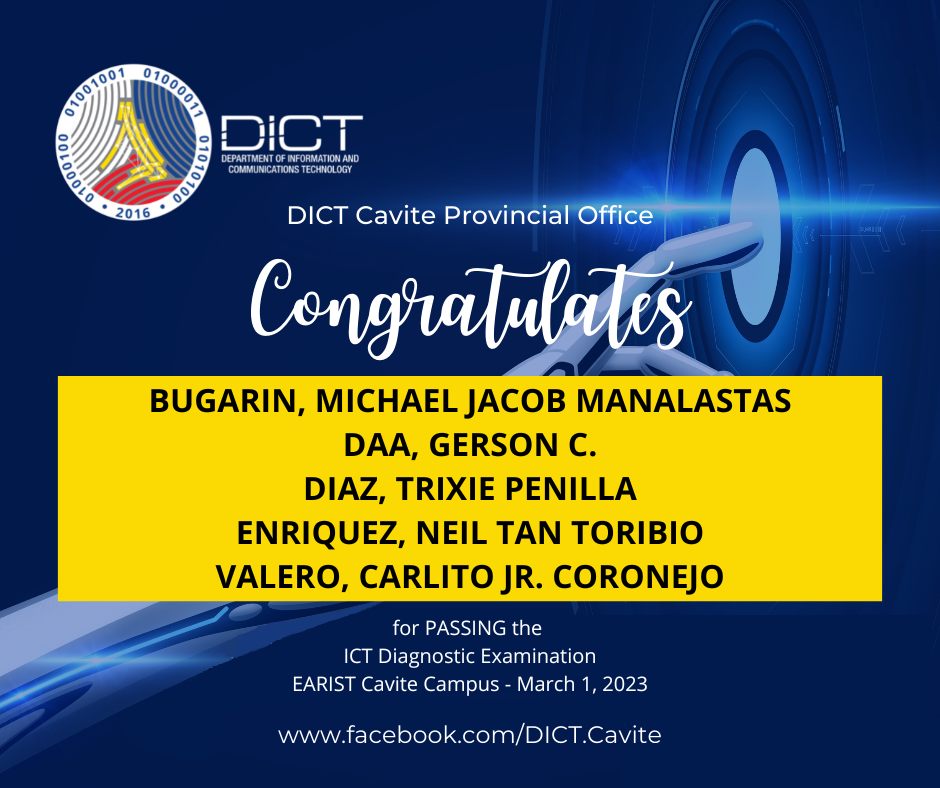 01001001 01000011
01000100 0101010100
• 2016 •
DICT
DEPARTMENT OF INFORMATION AND
COMMUNICATIONS TECHNOLOGY
DICT Cavite Provincial Office
Congratulates
BUGARIN, MICHAEL JACOB MANALASTAS
DAA, GERSON C.
DIAZ, TRIXIE PENILLA
ENRIQUEZ, NEIL TAN TORIBIO
VALERO, CARLITO JR. CORONEJO
for PASSING the
ICT Diagnostic Examination
EARIST Cavite Campus - March 1, 2023
www.facebook.com/DICT.Cavite